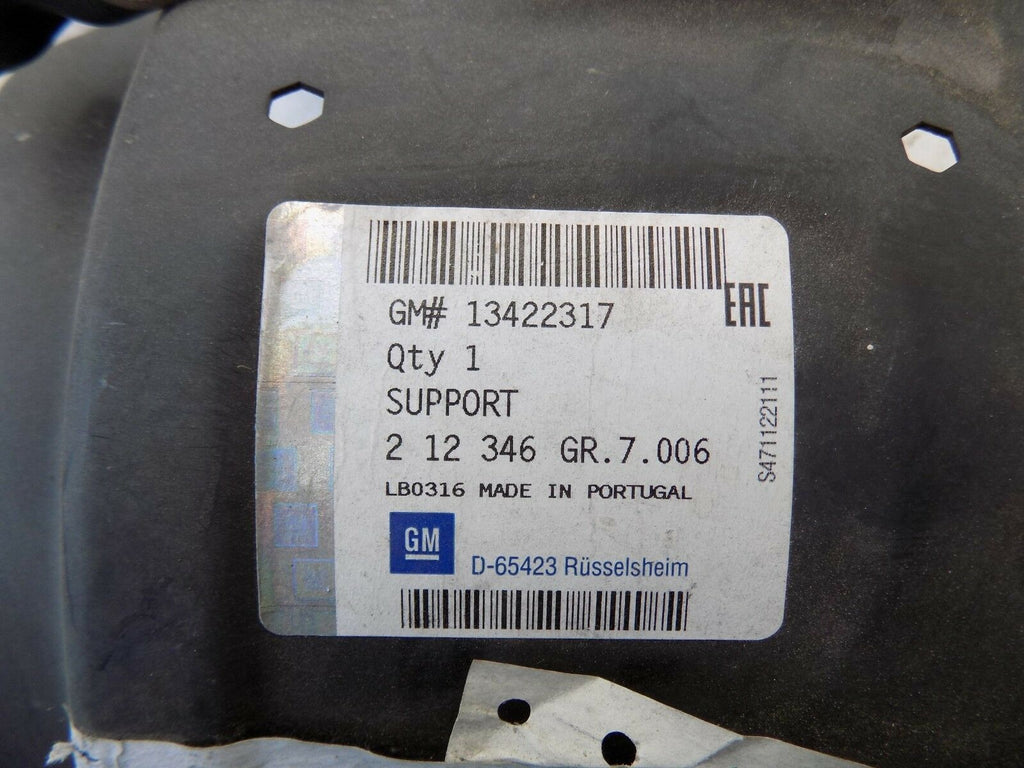 GM# 13422317
EAC
Qty 1
SUPPORT
2 12 346 GR.7.006
LB0316 MADE IN PORTUGAL
S471122111
GM
D-65423 Rüsselsheim